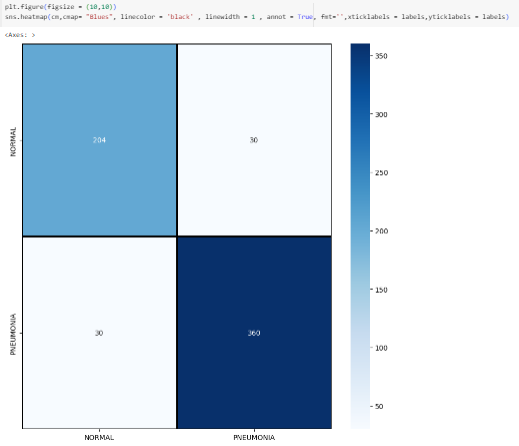 plt.figure(figsize = (10,10))
sns.heatmap(cm,cmap= "Blues", linecolor = 'black' , linewidth = 1 , annot = True, fmt='',xticklabels = labels,yticklabels = labels)
<Axes: >
NORMAL
204
30
PNEUMONIA
30
360
NORMAL
PNEUMONIA
350
300
250
200
150
100
50